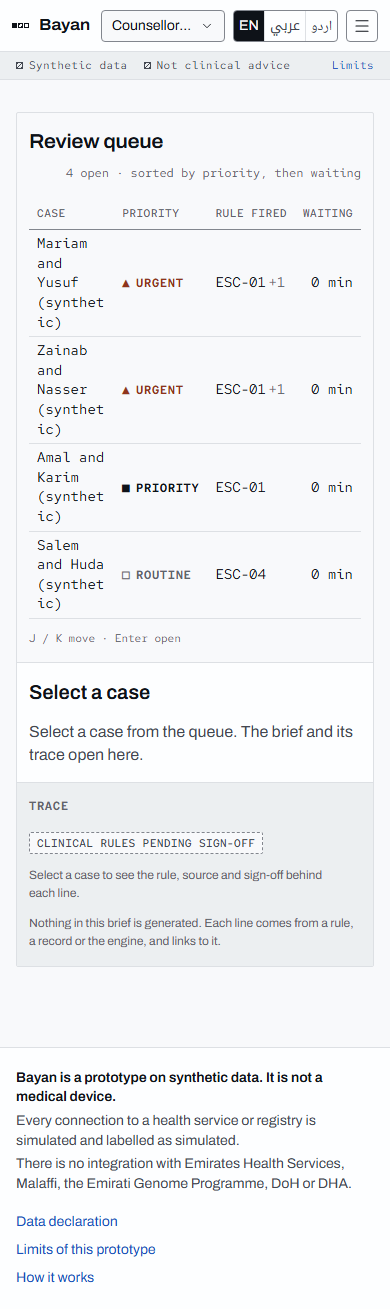 Bayan Counsellor... EN عربي اردو
Synthetic data Not clinical advice Limits
Review queue
4 open · sorted by priority, then waiting
CASE PRIORITY RULE FIRED WAITING
Mariam
and
Yusuf
(synthet
ic)
▲ URGENT ESC-01 +1 0 min
Zainab
and
Nasser
(synthet
ic)
▲ URGENT ESC-01 +1 0 min
Amal and
Karim
(synthet
ic)
■ PRIORITY ESC-01 0 min
Salem
and Huda
(synthet
ic)
□ ROUTINE ESC-04 0 min
J / K move · Enter open
Select a case
Select a case from the queue. The brief and its
trace open here.
TRACE
CLINICAL RULES PENDING SIGN-OFF
Select a case to see the rule, source and sign-off behind
each line.
Nothing in this brief is generated. Each line comes from a rule,
a record or the engine, and links to it.
Bayan is a prototype on synthetic data. It is not a
medical device.
Every connection to a health service or registry is
simulated and labelled as simulated.
There is no integration with Emirates Health Services,
Malaffi, the Emirati Genome Programme, DoH or DHA.
Data declaration
Limits of this prototype
How it works